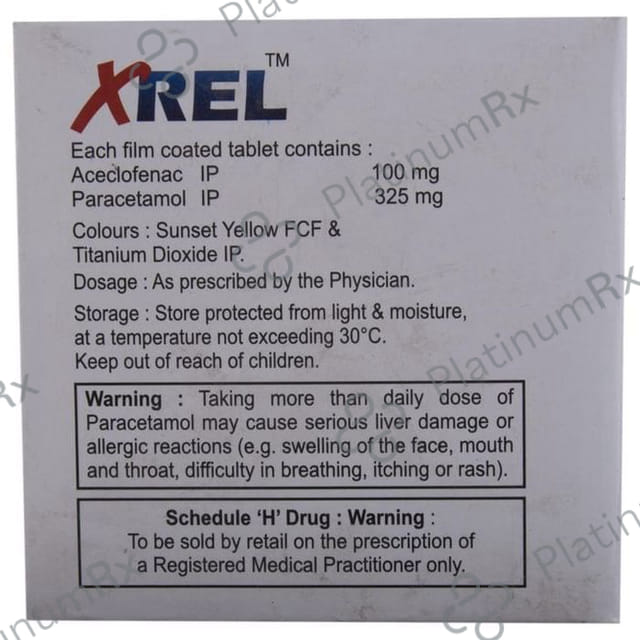 XREL™
Each film coated tablet contains :
Aceclofenac IP 100 mg
Paracetamol IP 325 mg
Colours : Sunset Yellow FCF &
Titanium Dioxide IP.
Dosage : As prescribed by the Physician.
Storage : Store protected from light & moisture,
at a temperature not exceeding 30°C.
Keep out of reach of children.
Warning : Taking more than daily dose of
Paracetamol may cause serious liver damage or
allergic reactions (e.g. swelling of the face, mouth
and throat, difficulty in breathing, itching or rash).
Schedule ‘H’ Drug : Warning :
To be sold by retail on the prescription of
a Registered Medical Practitioner only.
PlatinumRx
PlatinumRx
PlatinumRx
PlatinumRx